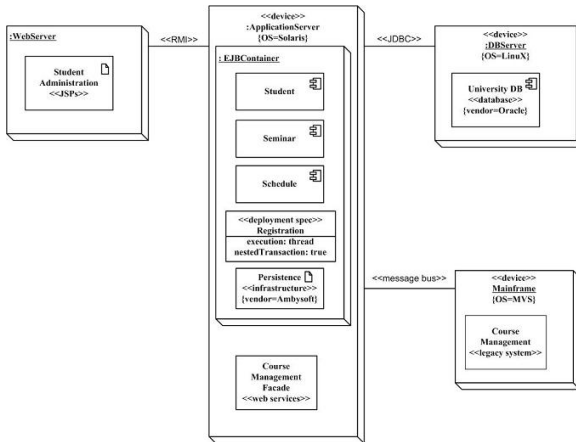 :WebServer
Student
Administration
<<JSPs>>
<<RMI>>
<<device>>
:ApplicationServer
{OS=Solaris}
: EJBContainer
Student
Seminar
Schedule
<<deployment spec>>
Registration
execution: thread
nestedTransaction: true
Persistence
<<infrastructure>>
{vendor=Ambysoft}
Course
Management
Facade
<<web services>>
<<JDBC>>
<<device>>
:DBServer
{OS=LinuX}
University DB
<<database>>
{vendor=Oracle}
<<message bus>>
<<device>>
Mainframe
{OS=MVS}
Course
Management
<<legacy system>>